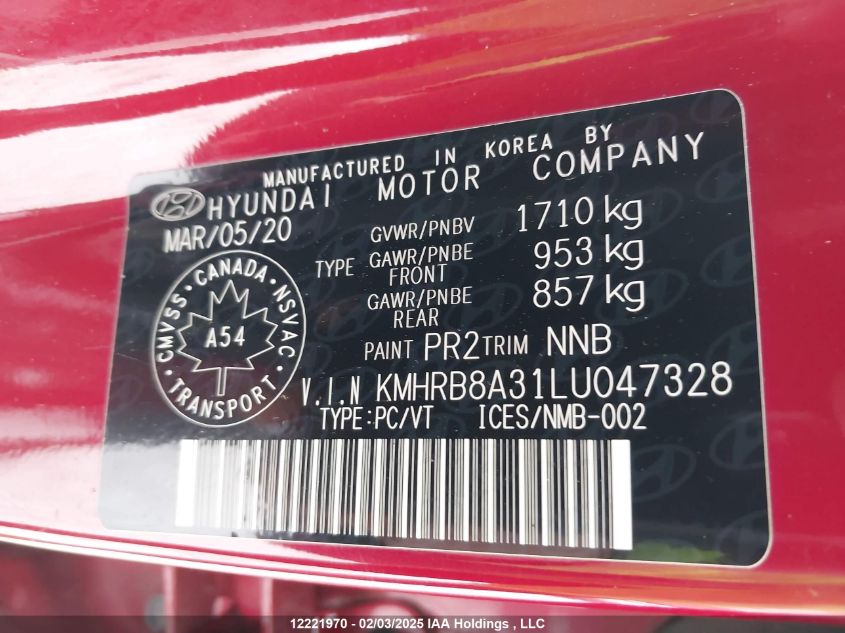 MANUFACTURED IN KOREA BY
HYUNDAI MOTOR COMPANY
MAR/05/20
TYPE
GVWR/PNBV 1710 kg
GAWR/PNBE FRONT 953 kg
GAWR/PNBE REAR 857 kg
CMVSS · CANADA · NSVAC
A54
· TRANSPORT ·
PAINT PR2 TRIM NNB
V.I.N KMHRB8A31LU047328
TYPE:PC/VT ICES/NMB-002
12221970 - 02/03/2025 IAA Holdings , LLC